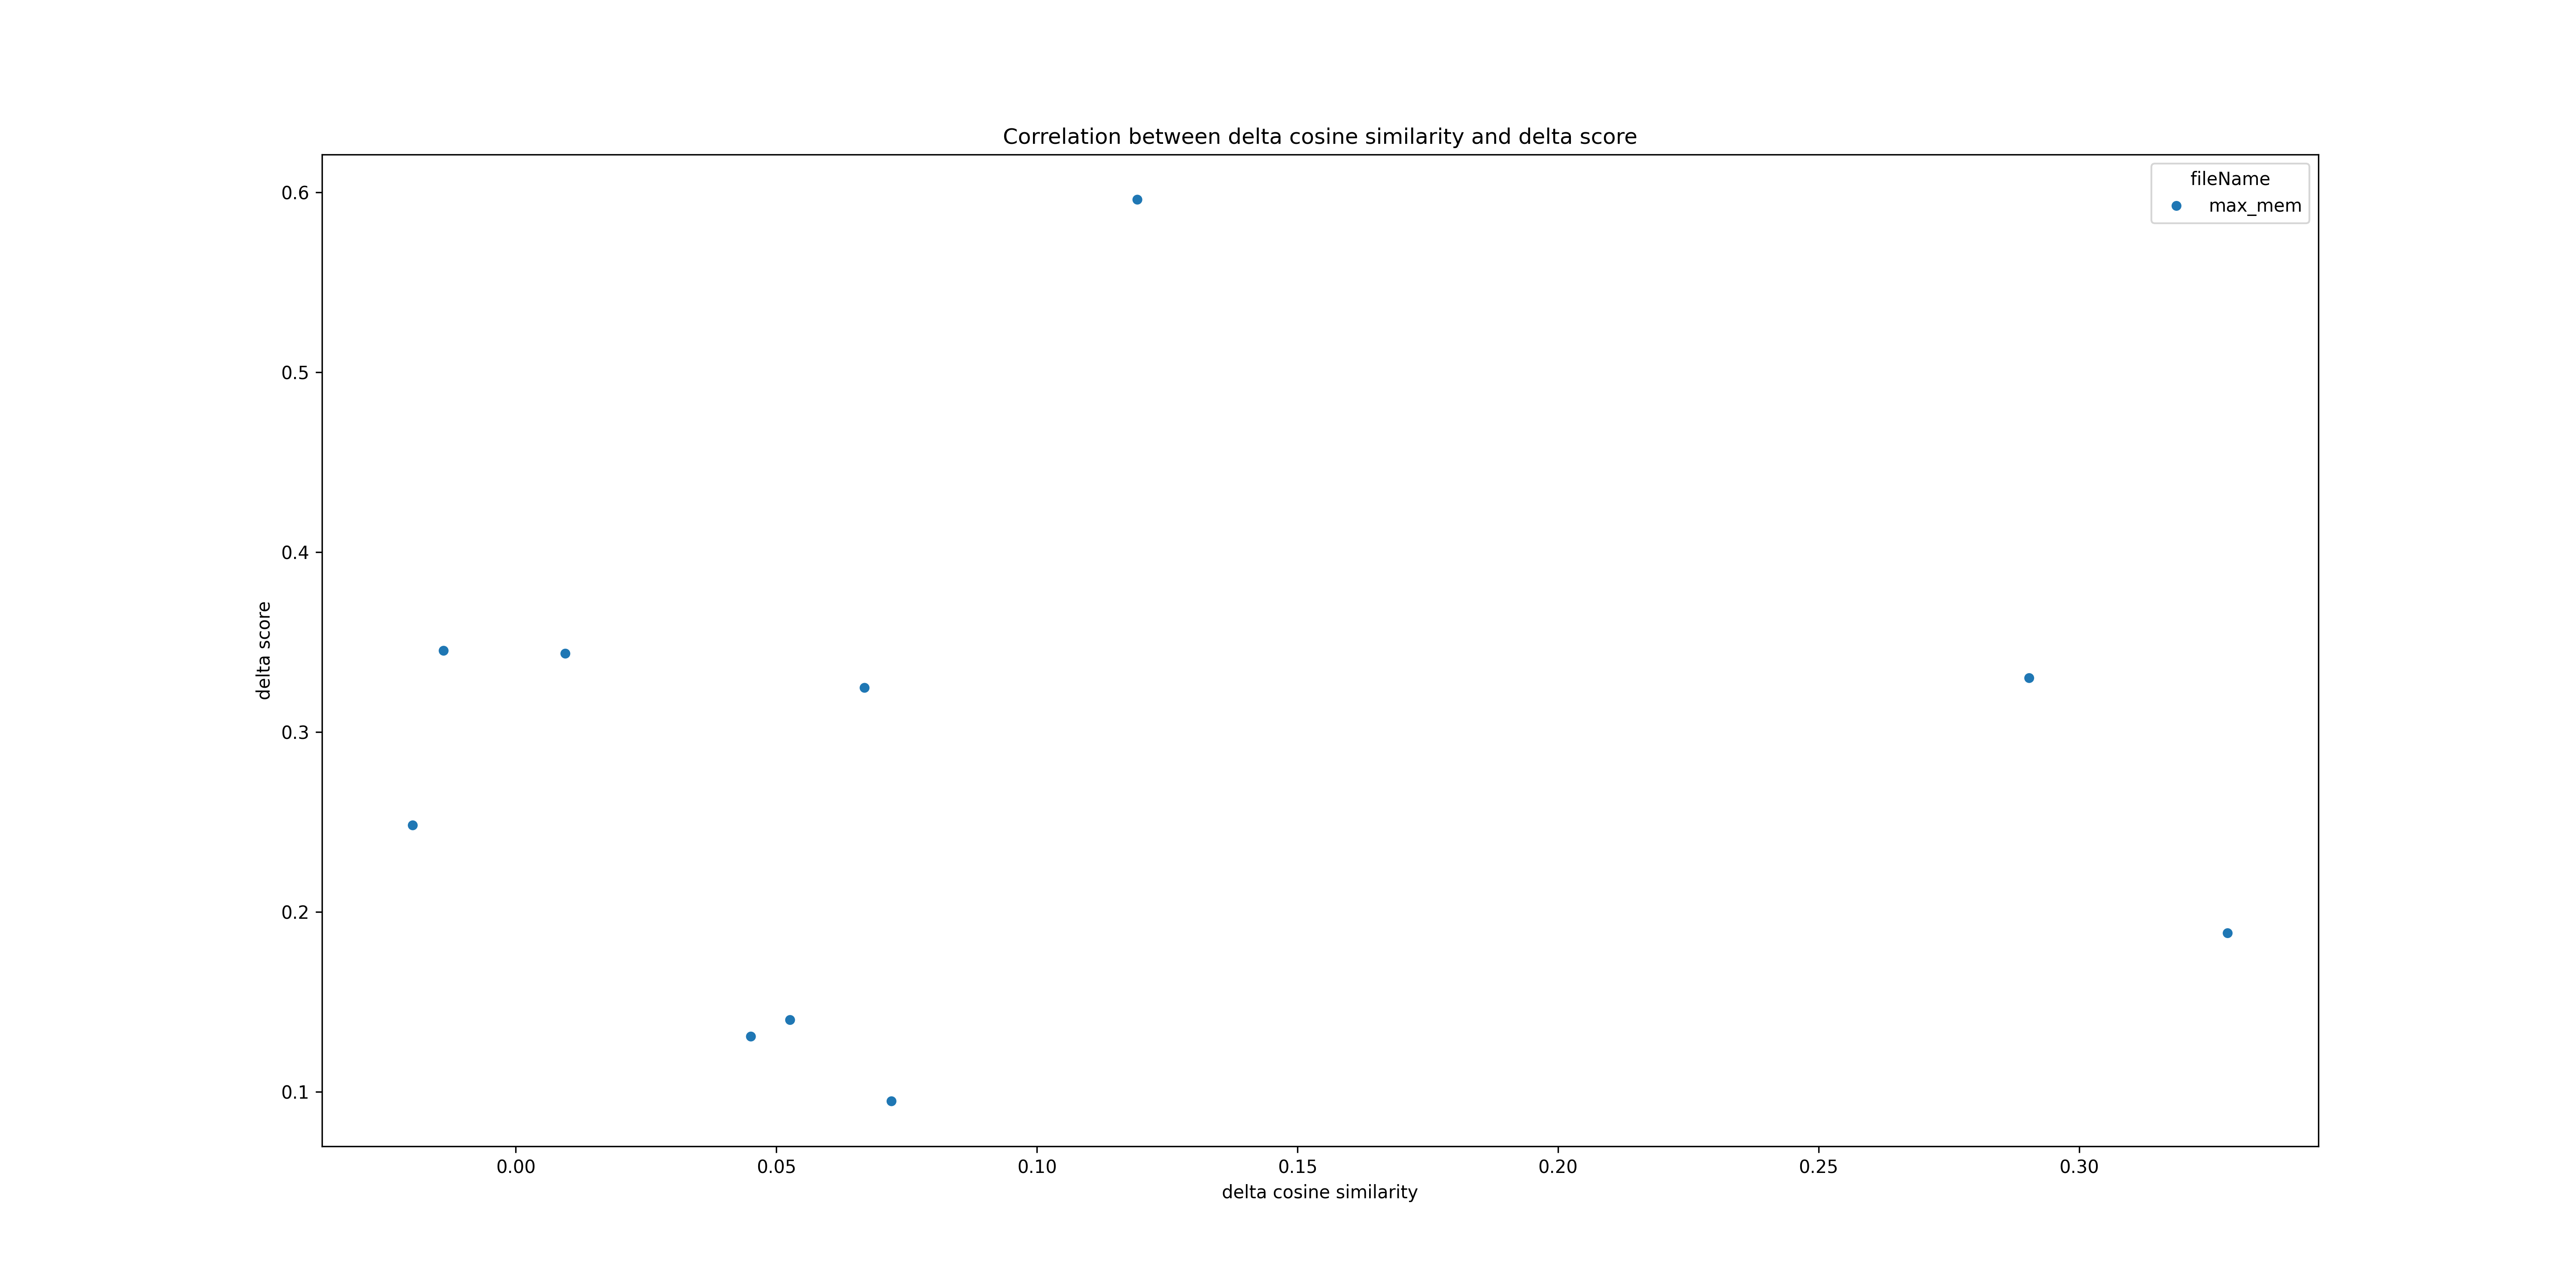 Correlation between delta cosine similarity and delta score
fileName
max_mem
0.6
0.5
0.4
0.3
0.2
0.1
delta score
0.00 0.05 0.10 0.15 0.20 0.25 0.30
delta cosine similarity